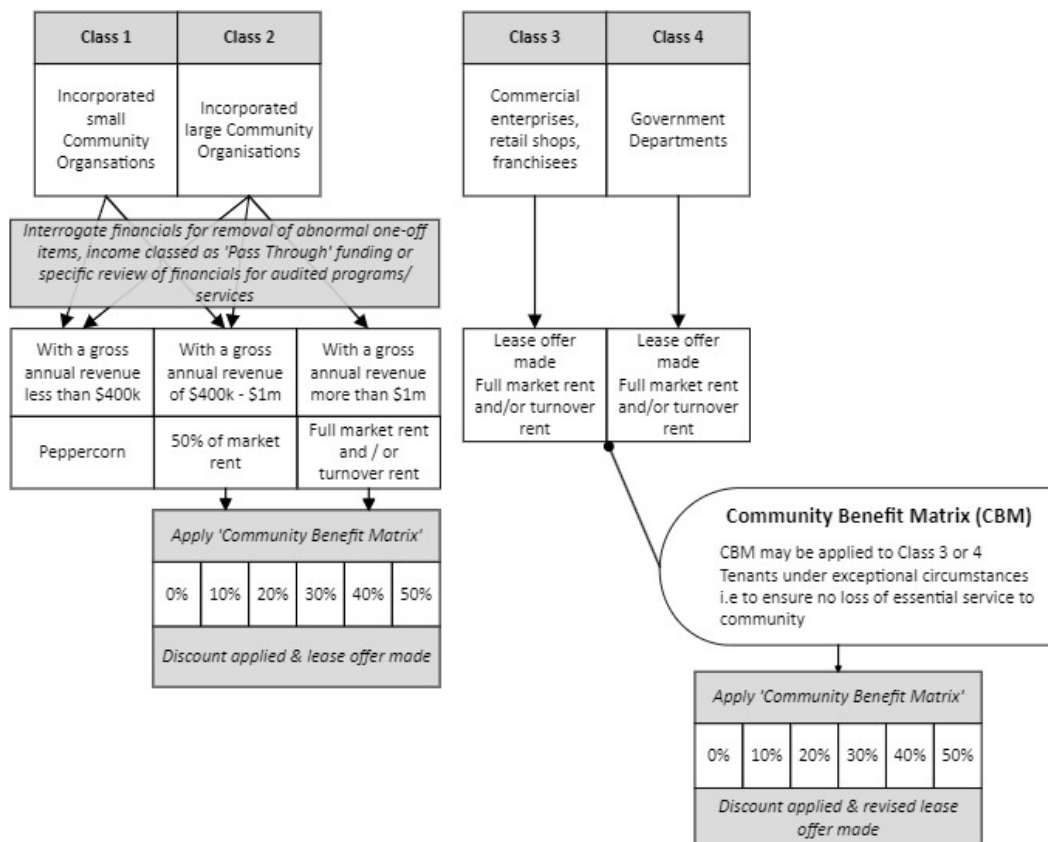 Class 1
Class 2
Class 3
Class 4
Incorporated
small
Community
Organsations
Incorporated
large Community
Organisations
Commercial
enterprises,
retail shops,
franchisees
Government
Departments
Interrogate financials for removal of abnormal one-off
items, income classed as 'Pass Through' funding or
specific review of financials for audited programs/
services
With a gross
annual revenue
less than $400k
With a gross
annual revenue
of $400k - $1m
With a gross
annual revenue
more than $1m
Lease offer
made
Full market rent
and/or turnover
rent
Lease offer
made
Full market rent
and/or turnover
rent
Peppercorn
50% of market
rent
Full market rent
and / or
turnover rent
Apply 'Community Benefit Matrix'
0%
10%
20%
30%
40%
50%
Discount applied & lease offer made
Community Benefit Matrix (CBM)
CBM may be applied to Class 3 or 4
Tenants under exceptional circumstances
i.e to ensure no loss of essential service to
community
Apply 'Community Benefit Matrix'
0%
10%
20%
30%
40%
50%
Discount applied & revised lease
offer made